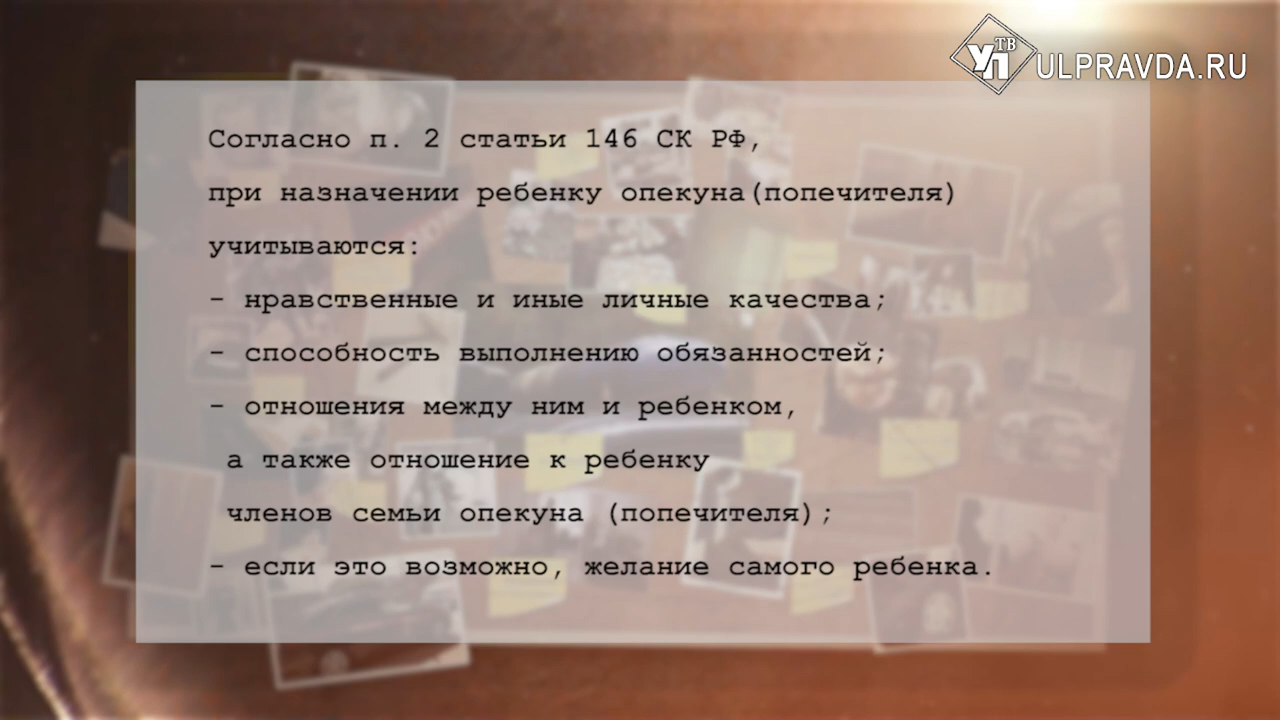 УП ТВ ULPRAVDA.RU
Согласно п. 2 статьи 146 СК РФ,
при назначении ребенку опекуна(попечителя)
учитываются:
- нравственные и иные личные качества;
- способность выполнению обязанностей;
- отношения между ним и ребенком,
а также отношение к ребенку
членов семьи опекуна (попечителя);
- если это возможно, желание самого ребенка.